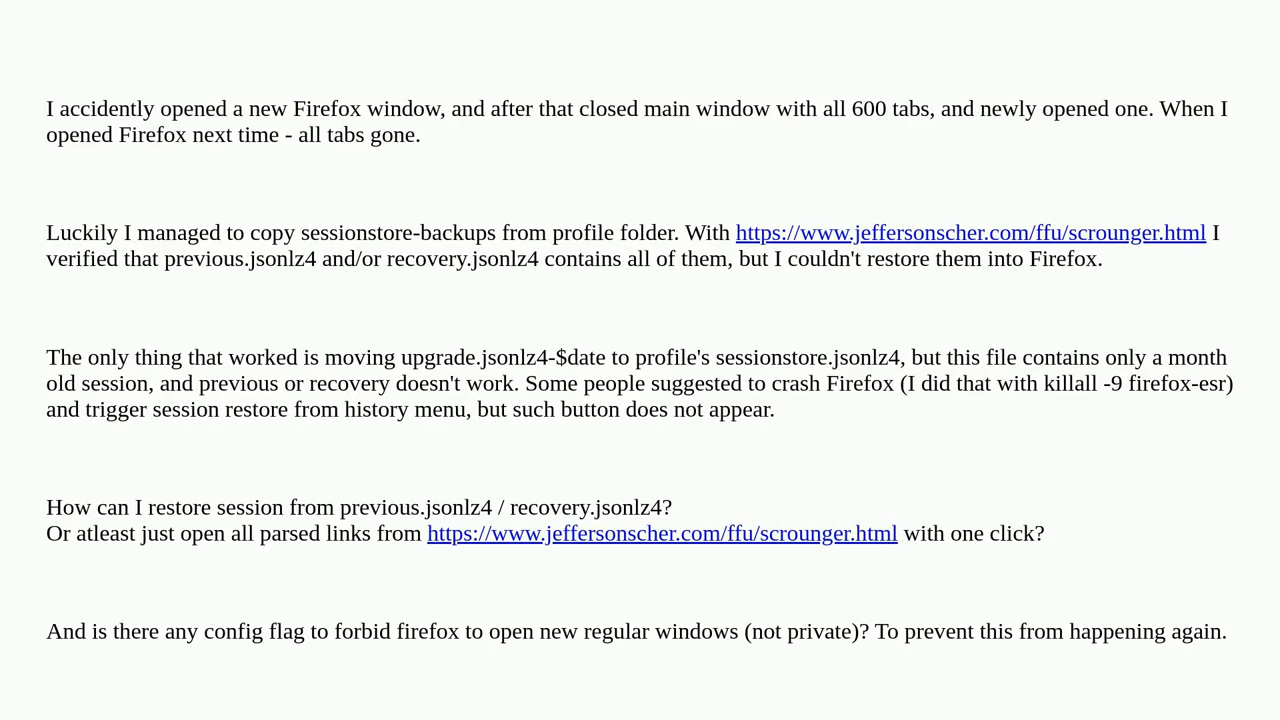 I accidently opened a new Firefox window, and after that closed main window with all 600 tabs, and newly opened one. When I
opened Firefox next time - all tabs gone.
Luckily I managed to copy sessionstore-backups from profile folder. With https://www.jeffersonscher.com/ffu/scrounger.html I
verified that previous.jsonlz4 and/or recovery.jsonlz4 contains all of them, but I couldn't restore them into Firefox.
The only thing that worked is moving upgrade.jsonlz4-$date to profile's sessionstore.jsonlz4, but this file contains only a month
old session, and previous or recovery doesn't work. Some people suggested to crash Firefox (I did that with killall -9 firefox-esr)
and trigger session restore from history menu, but such button does not appear.
How can I restore session from previous.jsonlz4 / recovery.jsonlz4?
Or atleast just open all parsed links from https://www.jeffersonscher.com/ffu/scrounger.html with one click?
And is there any config flag to forbid firefox to open new regular windows (not private)? To prevent this from happening again.